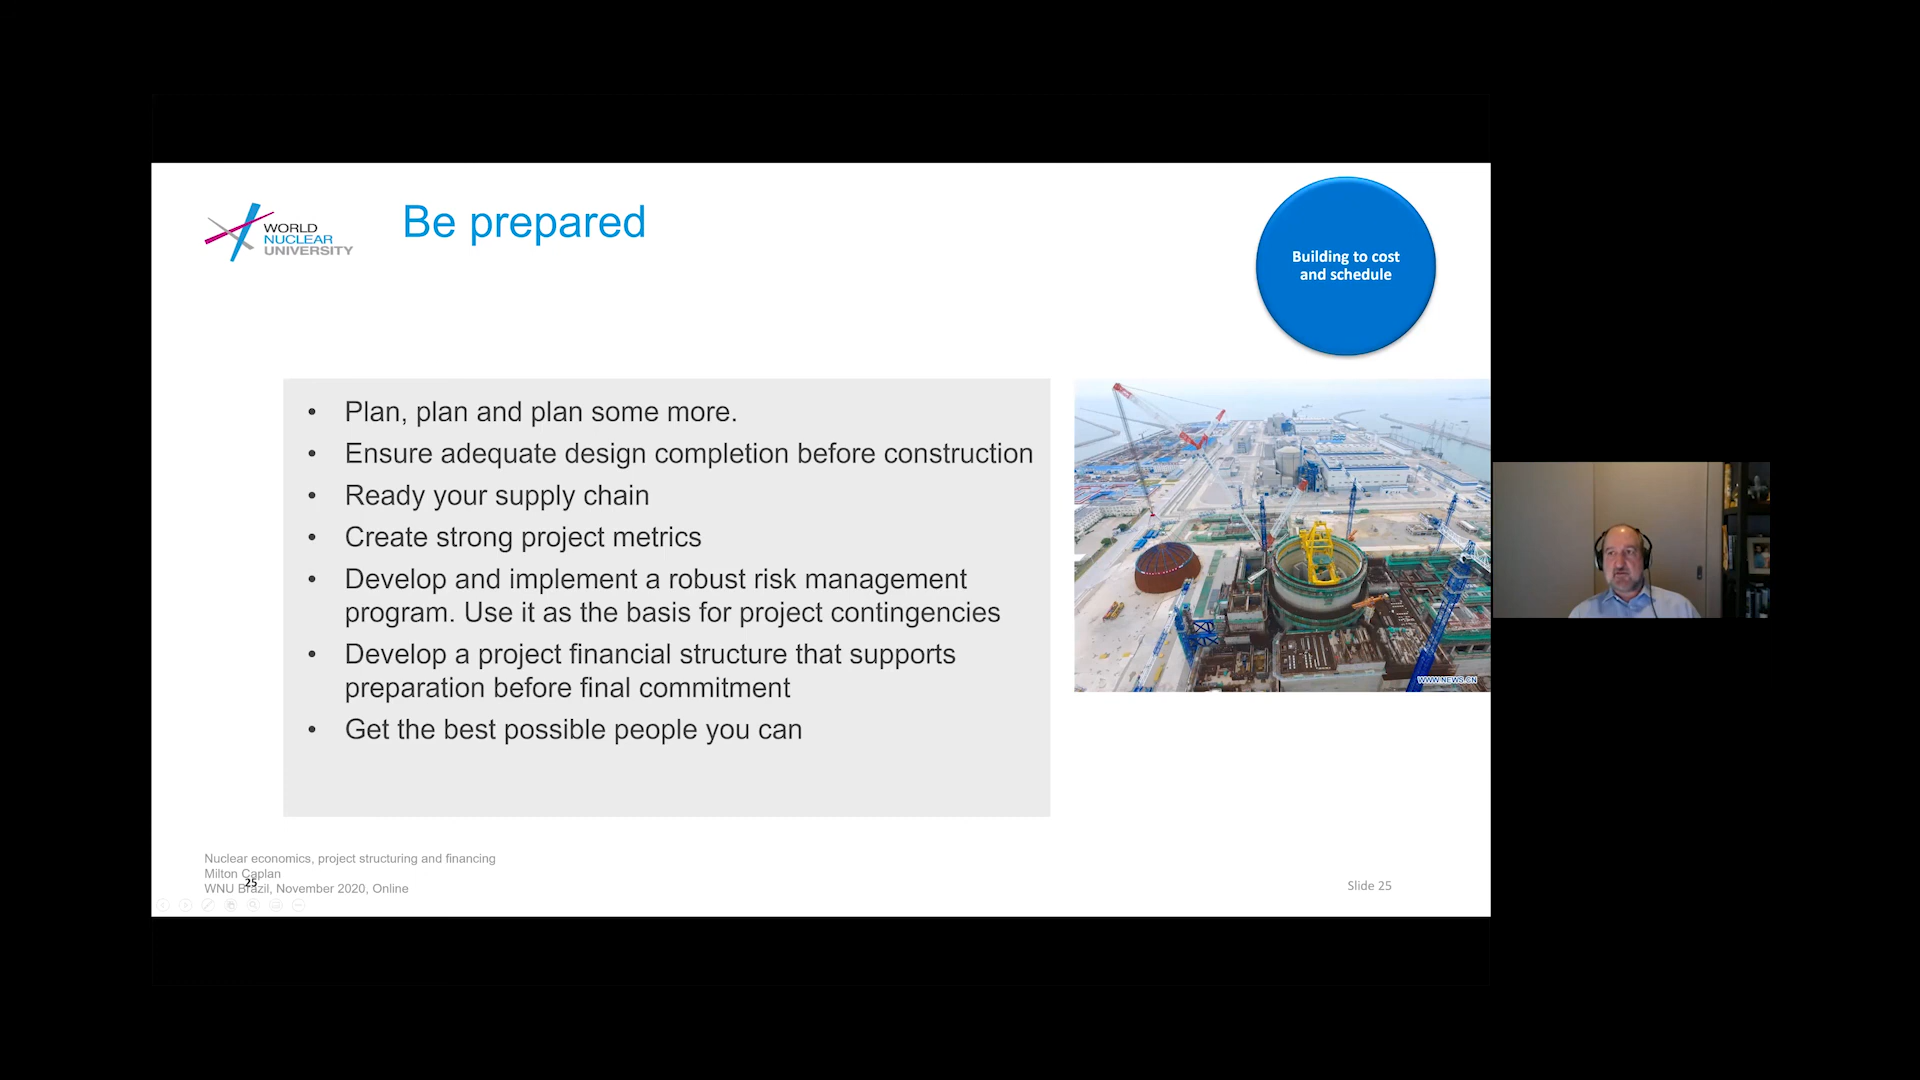 WORLD
NUCLEAR
UNIVERSITY
Be prepared
Building to cost
and schedule
• Plan, plan and plan some more.
• Ensure adequate design completion before construction
• Ready your supply chain
• Create strong project metrics
• Develop and implement a robust risk management
program. Use it as the basis for project contingencies
• Develop a project financial structure that supports
preparation before final commitment
• Get the best possible people you can
WWW.NEWS.CN
Nuclear economics, project structuring and financing
Milton Caplan
WNU Brazil, November 2020, Online
25
Slide 25